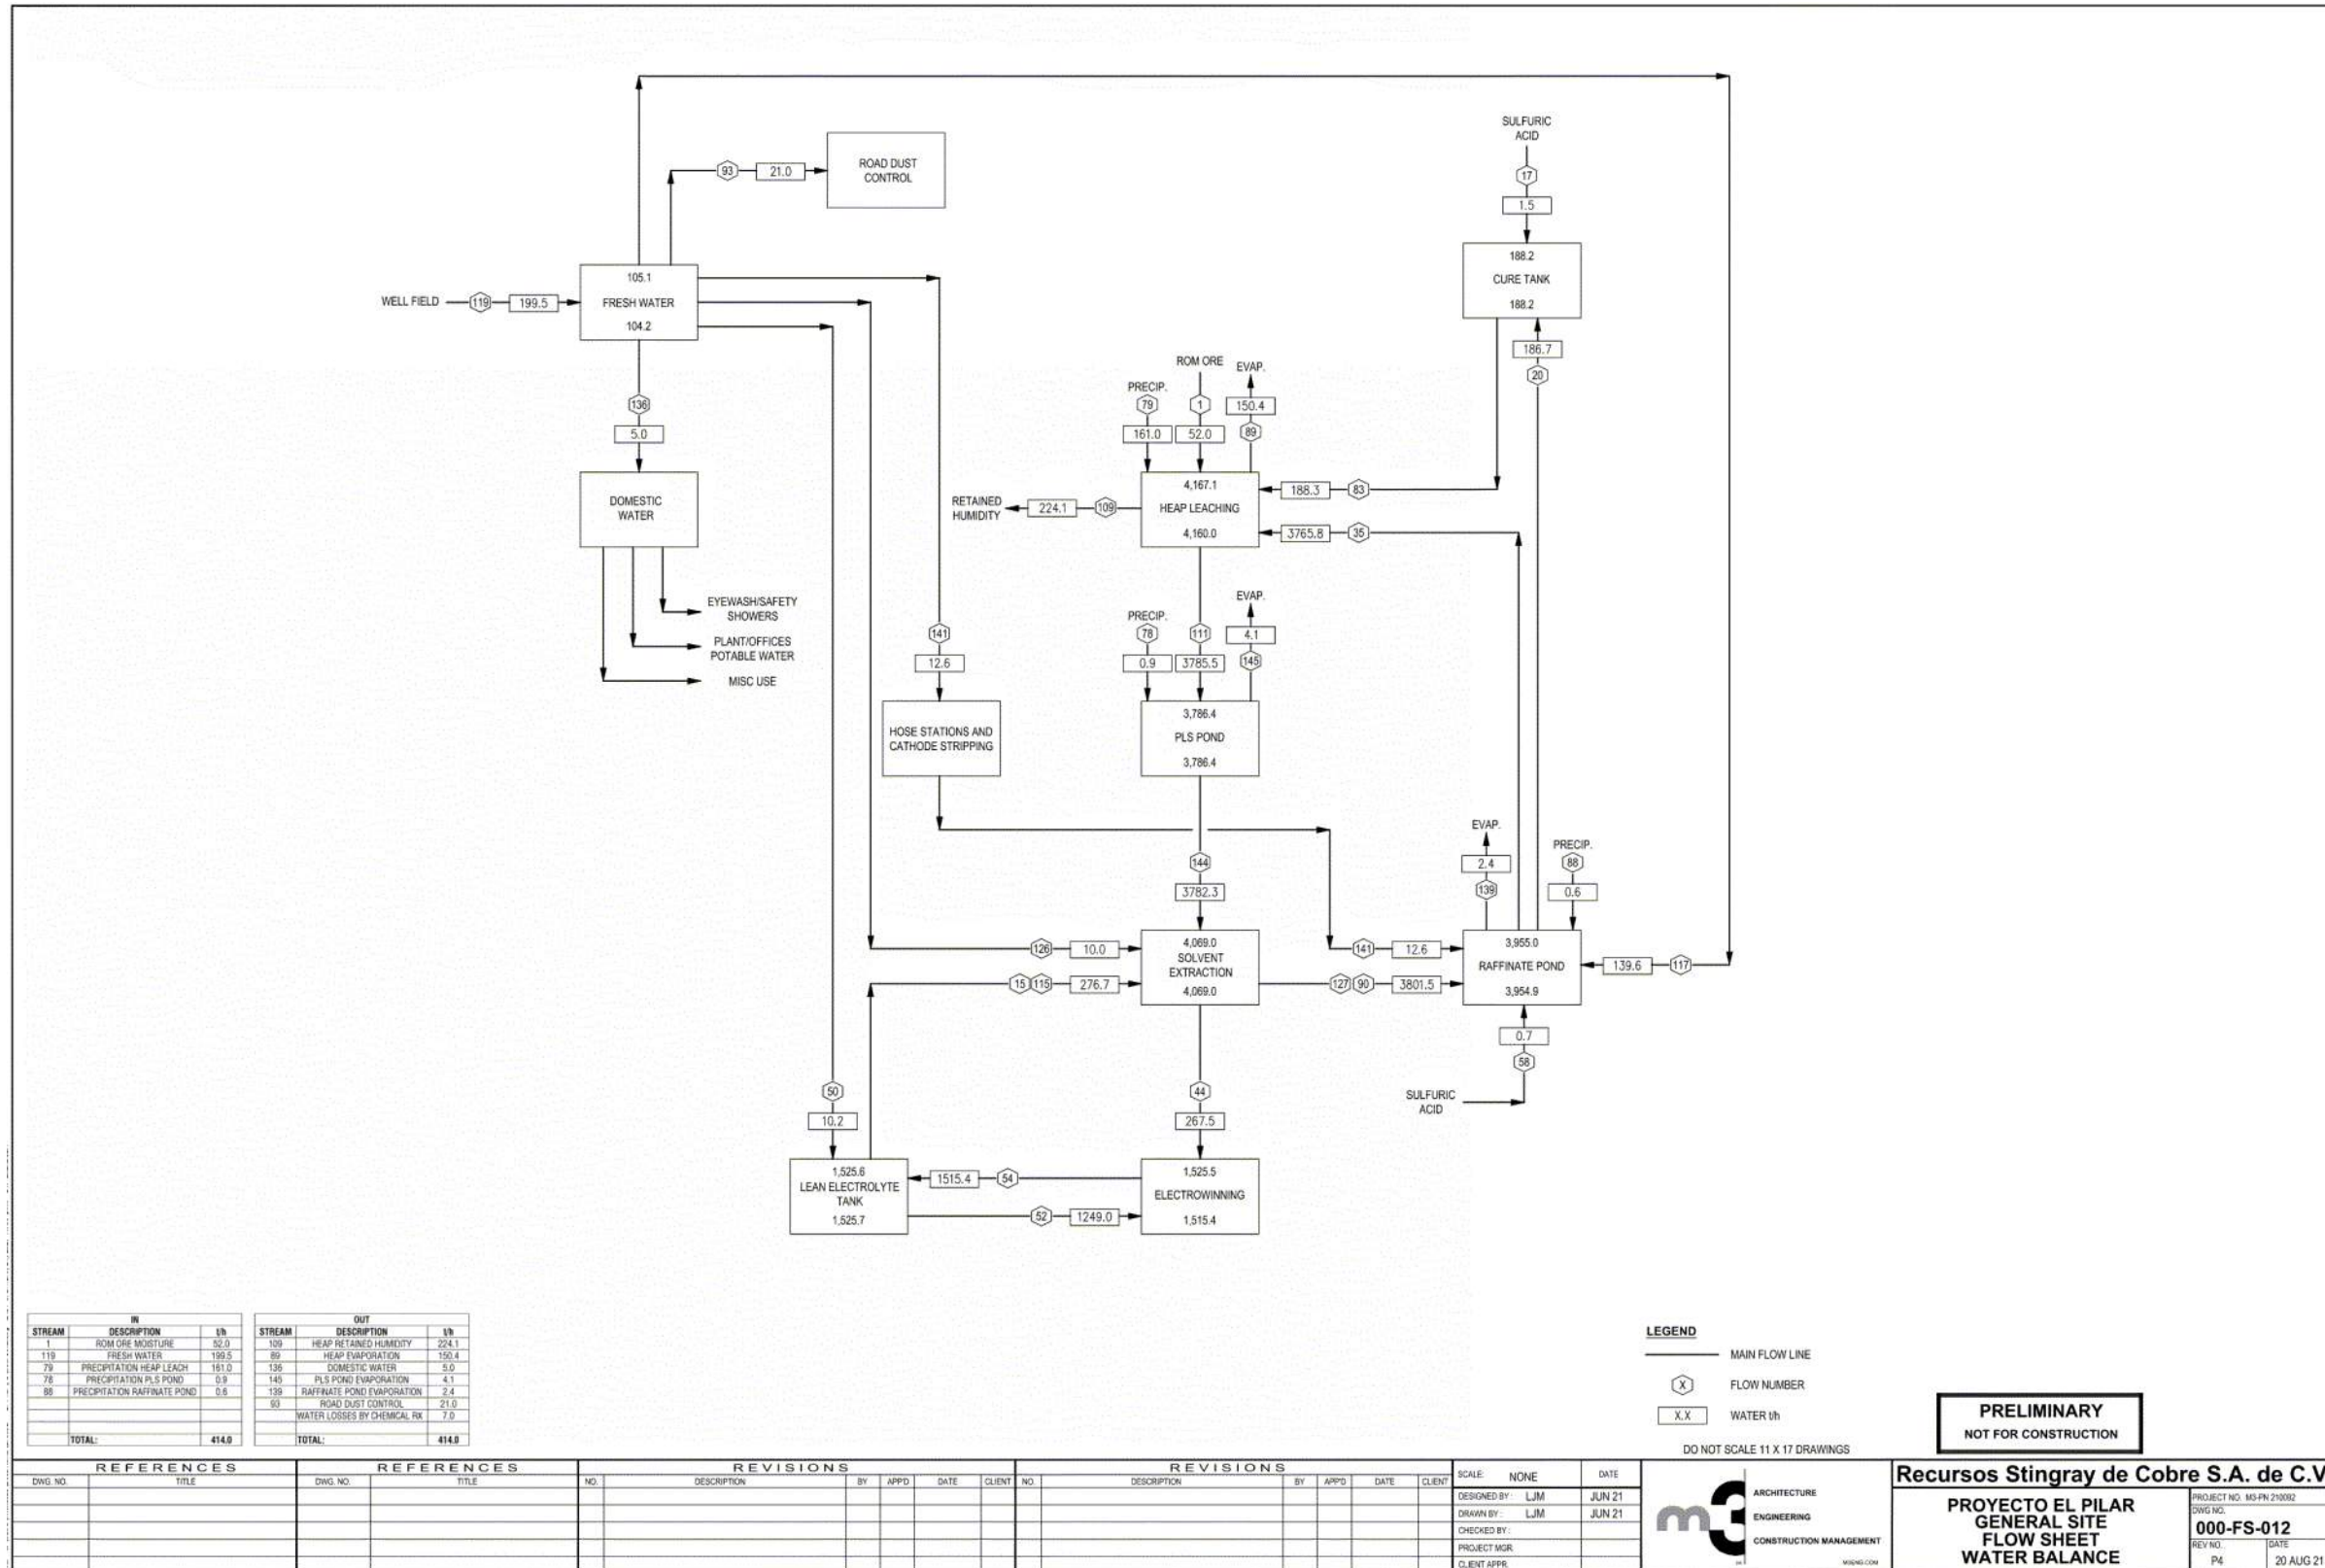 SULFURIC
ACID
17
1.5
93
21.0
ROAD DUST
CONTROL
105.1
FRESH WATER
104.2
WELL FIELD
119
199.5
188.2
CURE TANK
188.2
186.7
20
136
5.0
DOMESTIC
WATER
EYEWASH/SAFETY
SHOWERS
PLANT/OFFICES
POTABLE WATER
MISC USE
ROM ORE
EVAP.
PRECIP.
79
1
150.4
161.0
52.0
89
4,167.1
HEAP LEACHING
4,160.0
188.3
83
3765.8
35
RETAINED
HUMIDITY
224.1
109
141
12.6
HOSE STATIONS AND
CATHODE STRIPPING
EVAP.
PRECIP.
78
111
4.1
0.9
3785.5
145
3,786.4
PLS POND
3,786.4
144
3782.3
EVAP.
2.4
139
PRECIP.
88
0.6
126
10.0
15
115
276.7
4,069.0
SOLVENT
EXTRACTION
4,069.0
141
12.6
127
90
3801.5
3,955.0
RAFFINATE POND
3,954.9
139.6
117
0.7
58
SULFURIC
ACID
50
10.2
44
267.5
1,525.6
LEAN ELECTROLYTE
TANK
1,525.7
1515.4
54
52
1249.0
1,525.5
ELECTROWINNING
1,515.4
IN
STREAM DESCRIPTION t/h
1 ROM ORE MOISTURE 52.0
119 FRESH WATER 199.5
79 PRECIPITATION HEAP LEACH 161.0
78 PRECIPITATION PLS POND 0.9
88 PRECIPITATION RAFFINATE POND 0.6
TOTAL: 414.0
OUT
STREAM DESCRIPTION t/h
109 HEAP RETAINED HUMIDITY 224.1
89 HEAP EVAPORATION 150.4
136 DOMESTIC WATER 5.0
145 PLS POND EVAPORATION 4.1
139 RAFFINATE POND EVAPORATION 2.4
93 ROAD DUST CONTROL 21.0
WATER LOSSES BY CHEMICAL RX 7.0
TOTAL: 414.0
LEGEND
MAIN FLOW LINE
X FLOW NUMBER
X.X WATER t/h
DO NOT SCALE 11 X 17 DRAWINGS
PRELIMINARY
NOT FOR CONSTRUCTION
REFERENCES
DWG. NO. TITLE
REFERENCES
DWG. NO. TITLE
REVISIONS
NO. DESCRIPTION BY APP'D DATE CLIENT
REVISIONS
NO. DESCRIPTION BY APP'D DATE CLIENT
SCALE: NONE DATE
DESIGNED BY: LJM JUN 21
DRAWN BY: LJM JUN 21
CHECKED BY:
PROJECT MGR.
CLIENT APPR.
m3
ARCHITECTURE
ENGINEERING
CONSTRUCTION MANAGEMENT
M3ENG.COM
Recursos Stingray de Cobre S.A. de C.V
PROYECTO EL PILAR
GENERAL SITE
FLOW SHEET
WATER BALANCE
PROJECT NO. M3-PN 210092
DWG NO.
000-FS-012
REV NO. DATE
P4 20 AUG 21